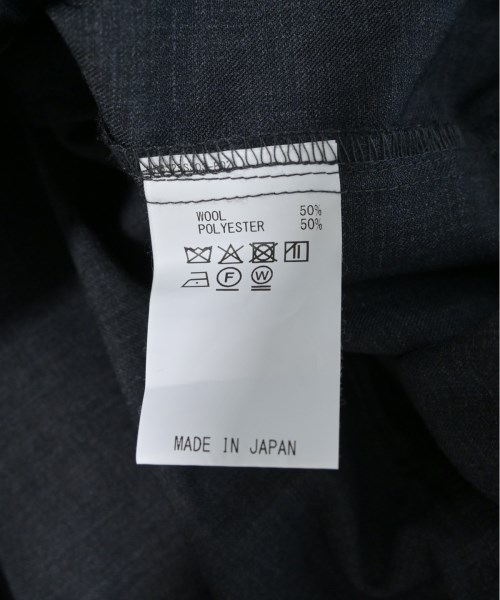 WOOL 50%
POLYESTER 50%
F W
MADE IN JAPAN